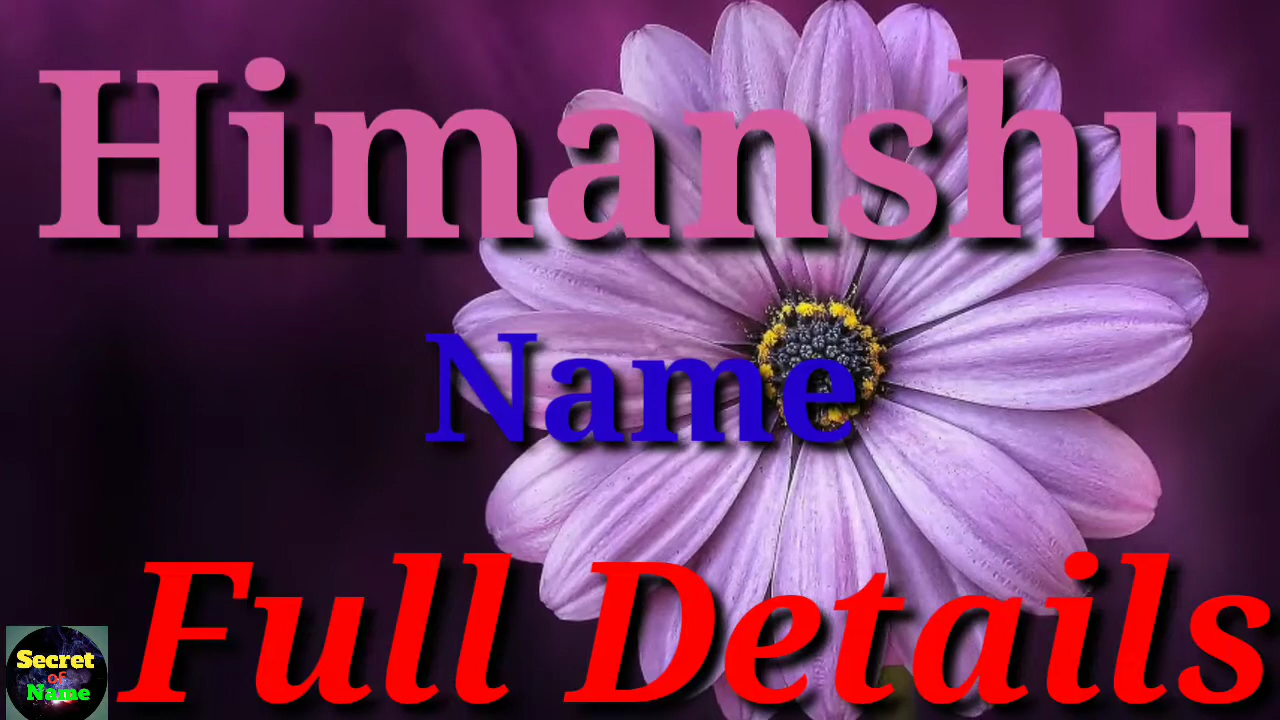 Himanshu
Name
Full Details
Secret
of
Name